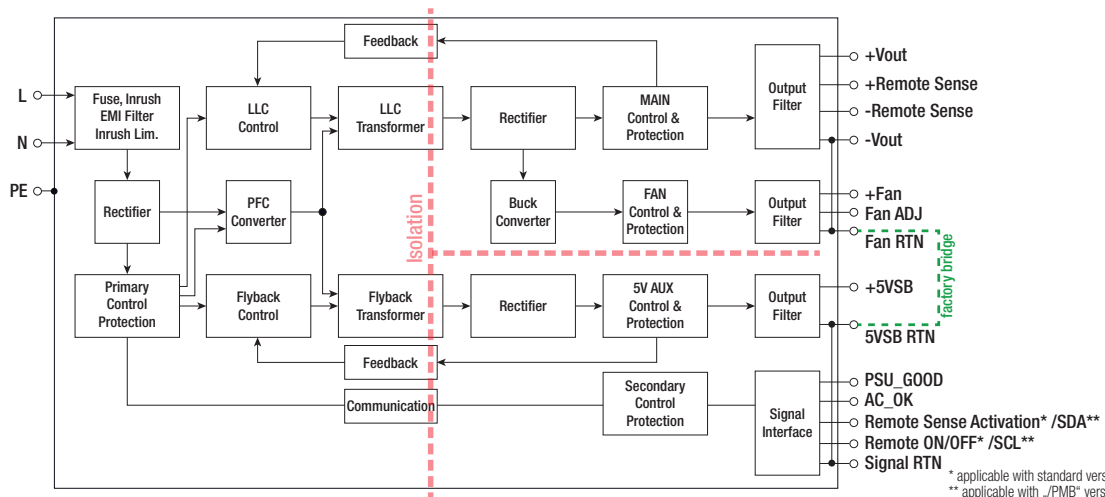 Feedback
+Vout
L
Fuse, Inrush
EMI Filter
Inrush Lim.
LLC
Control
LLC
Transformer
Rectifier
MAIN
Control &
Protection
Output
Filter
+Remote Sense
-Remote Sense
N
-Vout
PE
Rectifier
PFC
Converter
Isolation
Buck
Converter
FAN
Control &
Protection
Output
Filter
+Fan
Fan ADJ
Fan RTN
factory bridge
Primary
Control
Protection
Flyback
Control
Flyback
Transformer
Rectifier
5V AUX
Control &
Protection
Output
Filter
+5VSB
5VSB RTN
Feedback
Communication
Secondary
Control
Protection
Signal
Interface
PSU_GOOD
AC_OK
Remote Sense Activation* /SDA**
Remote ON/OFF* /SCL**
Signal RTN
* applicable with standard vers
** applicable with „/PMB“ vers